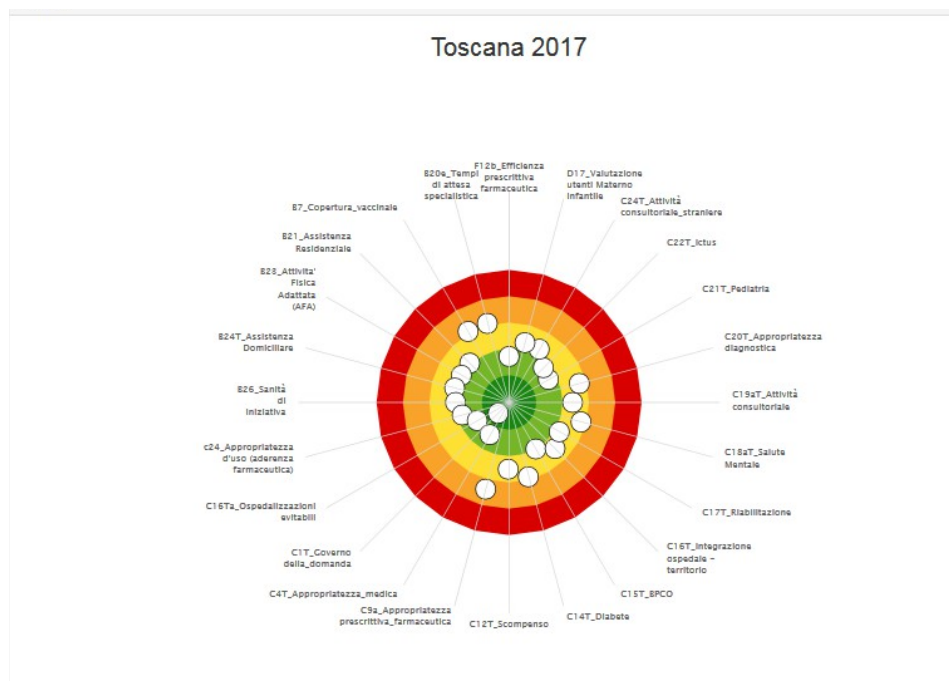 Toscana 2017
F12b_Efficienza
prescrittiva
farmaceutica
D17_Valutazione
utenti Materno
Infantile
C24T_Attività
consultoriale_straniere
C22T_Ictus
C21T_Pediatria
C20T_Appropriatezza
diagnostica
C19aT_Attività
consultoriale
C18aT_Salute
Mentale
C17T_Riabilitazione
C16T_Integrazione
ospedale -
territorio
C15T_BPCO
C14T_Diabete
C12T_Scompenso
C9a_Appropatezza
prescrittiva_farmaceutica
C4T_Appropriatezza_medica
C1T_Governo
della_domanda
C16Ta_Ospedalizzazioni
evitabili
c24_Appropriatezza
d'uso (aderenza
farmaceutica)
B26_Sanità
di
Iniziativa
B24T_Assistenza
Domiciliare
B28_Attivita'
Fisica
Adattata
(AFA)
B21_Assistenza
Residenziale
B7_Copertura_vaccinale
B20e_Tempi
di attesa
specialistica